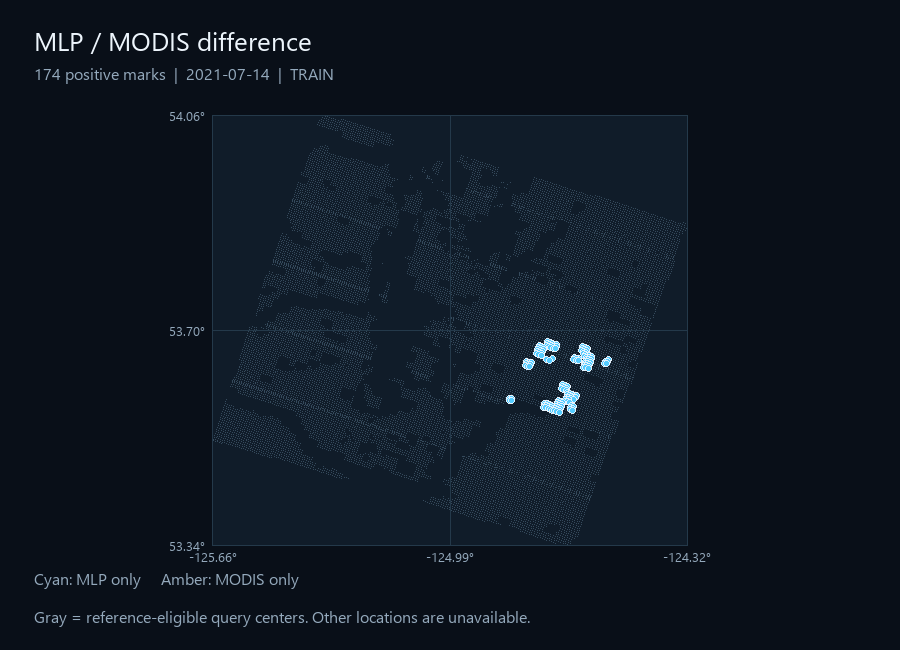 MLP / MODIS difference
174 positive marks | 2021-07-14 | TRAIN
54.06°
53.70°
53.34°
-125.66°
-124.99°
-124.32°
Cyan: MLP only Amber: MODIS only
Gray = reference-eligible query centers. Other locations are unavailable.